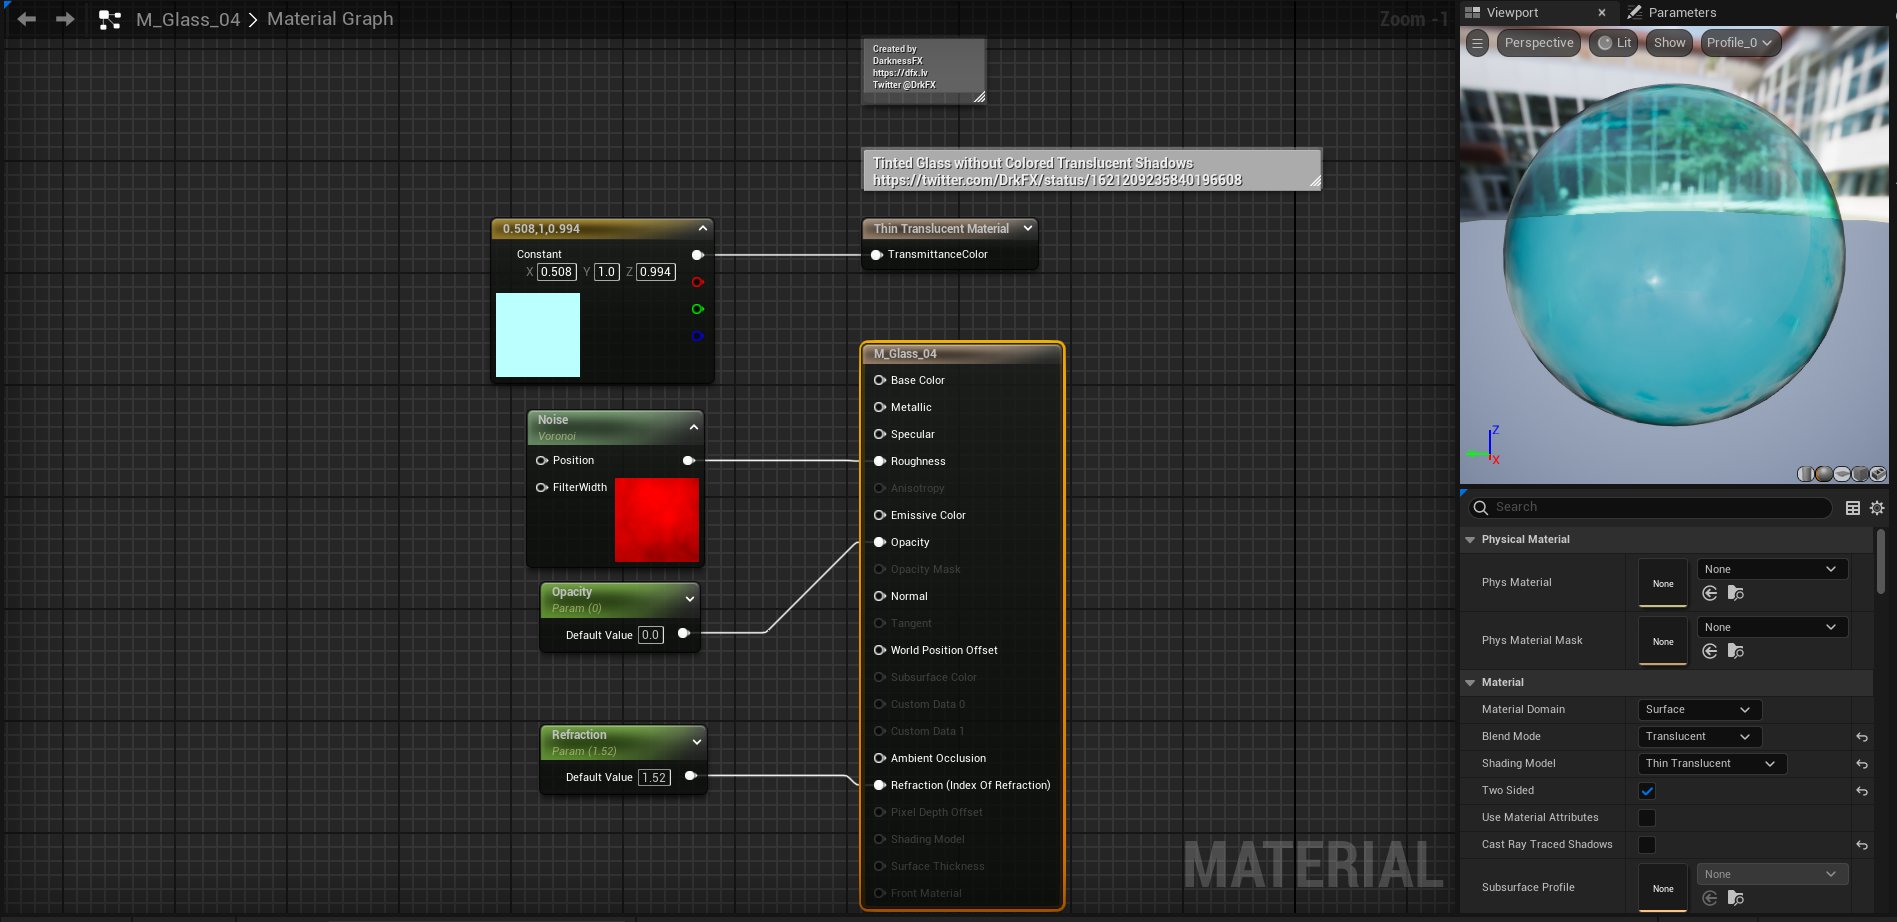 M_Glass_04 > Material Graph
Zoom -1
Created by
DarknessFX
https://dfx.lv
Twitter @DrkFX
Tinted Glass without Colored Translucent Shadows
https://twitter.com/DrkFX/status/1621209235840196608
0.508,1,0.994
Constant
X 0.508 Y 1.0 Z 0.994
Thin Translucent Material
TransmittanceColor
Noise
Voronoi
Position
FilterWidth
Opacity
Param (0)
Default Value 0.0
Refraction
Param (1.52)
Default Value 1.52
M_Glass_04
Base Color
Metallic
Specular
Roughness
Anisotropy
Emissive Color
Opacity
Opacity Mask
Normal
Tangent
World Position Offset
Subsurface Color
Custom Data 0
Custom Data 1
Ambient Occlusion
Refraction (Index Of Refraction)
Pixel Depth Offset
Shading Model
Surface Thickness
Front Material
MATERIAL
Viewport × Parameters
Perspective Lit Show Profile_0
Z
X
Search
Physical Material
Phys Material None None
Phys Material Mask None None
Material
Material Domain Surface
Blend Mode Translucent
Shading Model Thin Translucent
Two Sided
Use Material Attributes
Cast Ray Traced Shadows
Subsurface Profile None None